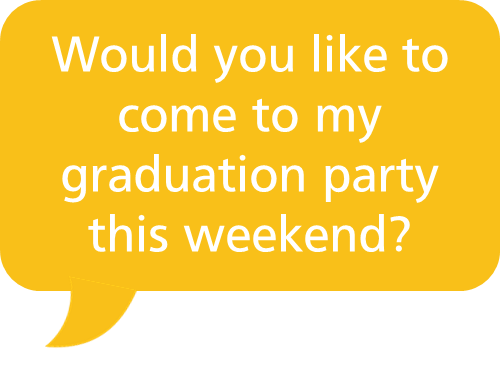 Would you like to
come to my
graduation party
this weekend?